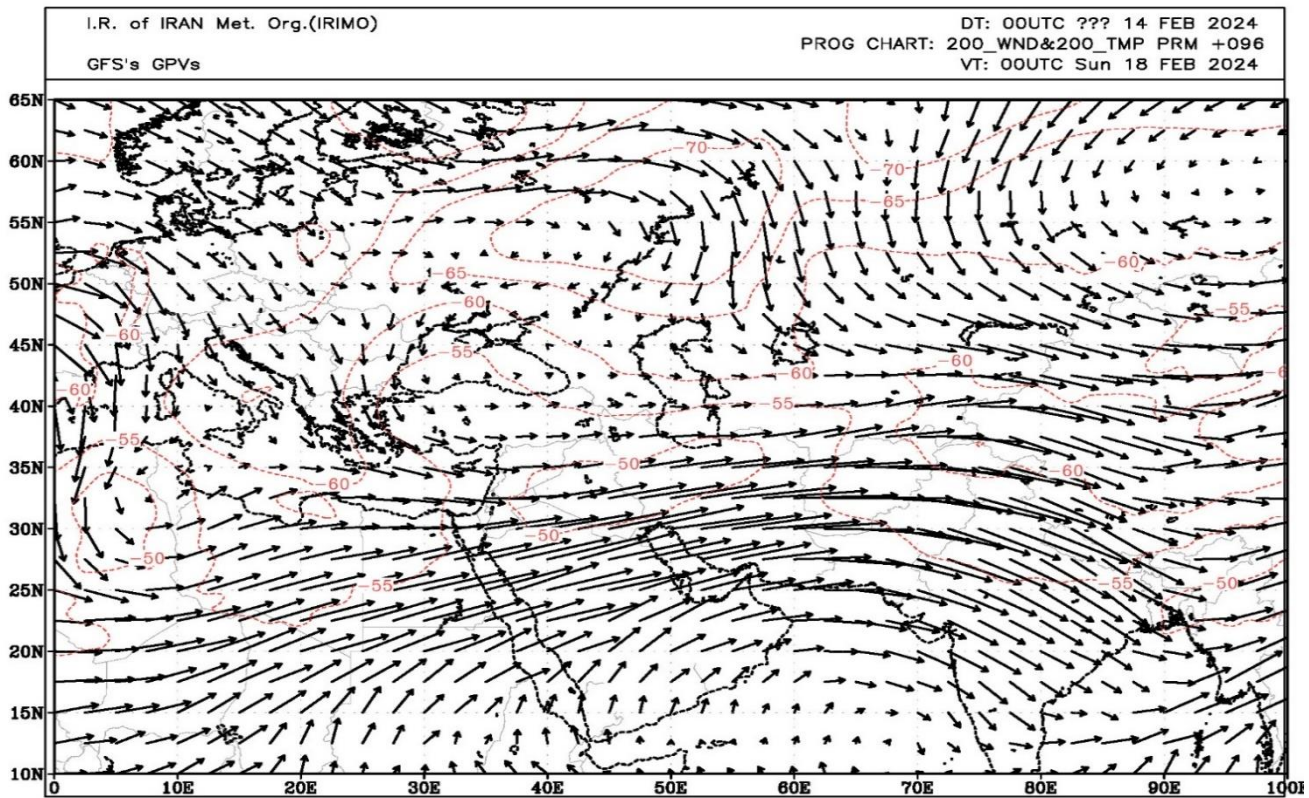 I.R. of IRAN Met. Org.(IRIMO)
GFS's GPVs
DT: 00UTC ??? 14 FEB 2024
PROG CHART: 200_WND&200_TMP PRM +096
VT: 00UTC Sun 18 FEB 2024
65N
60N
55N
50N
45N
40N
35N
30N
25N
20N
15N
10N
-70
-70
-65
-60
-65
-60
-55
-60
-60
-55
-60
-60
-60
-55
-55
-50
-60
-60
-50
-50
-55
-55
-50
0
10E
20E
30E
40E
50E
60E
70E
80E
90E
100E